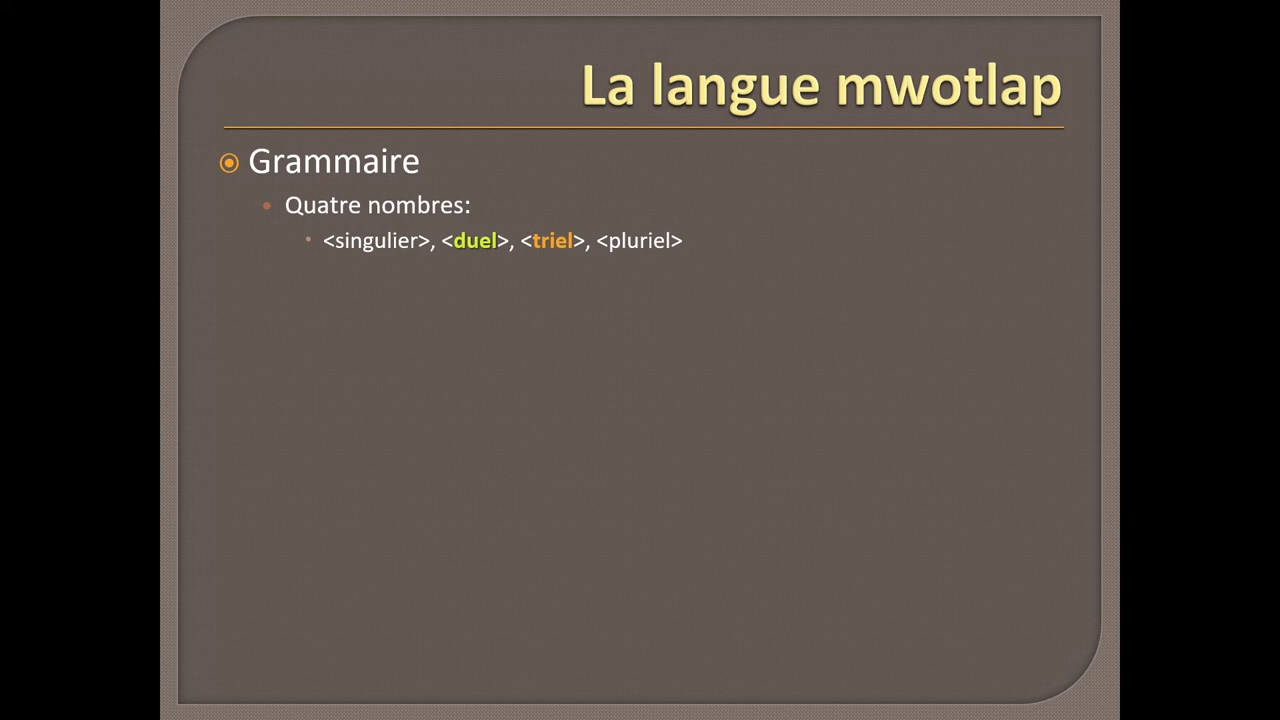 La langue mwotlap
Grammaire
Quatre nombres:
<singulier>, <duel>, <triel>, <pluriel>